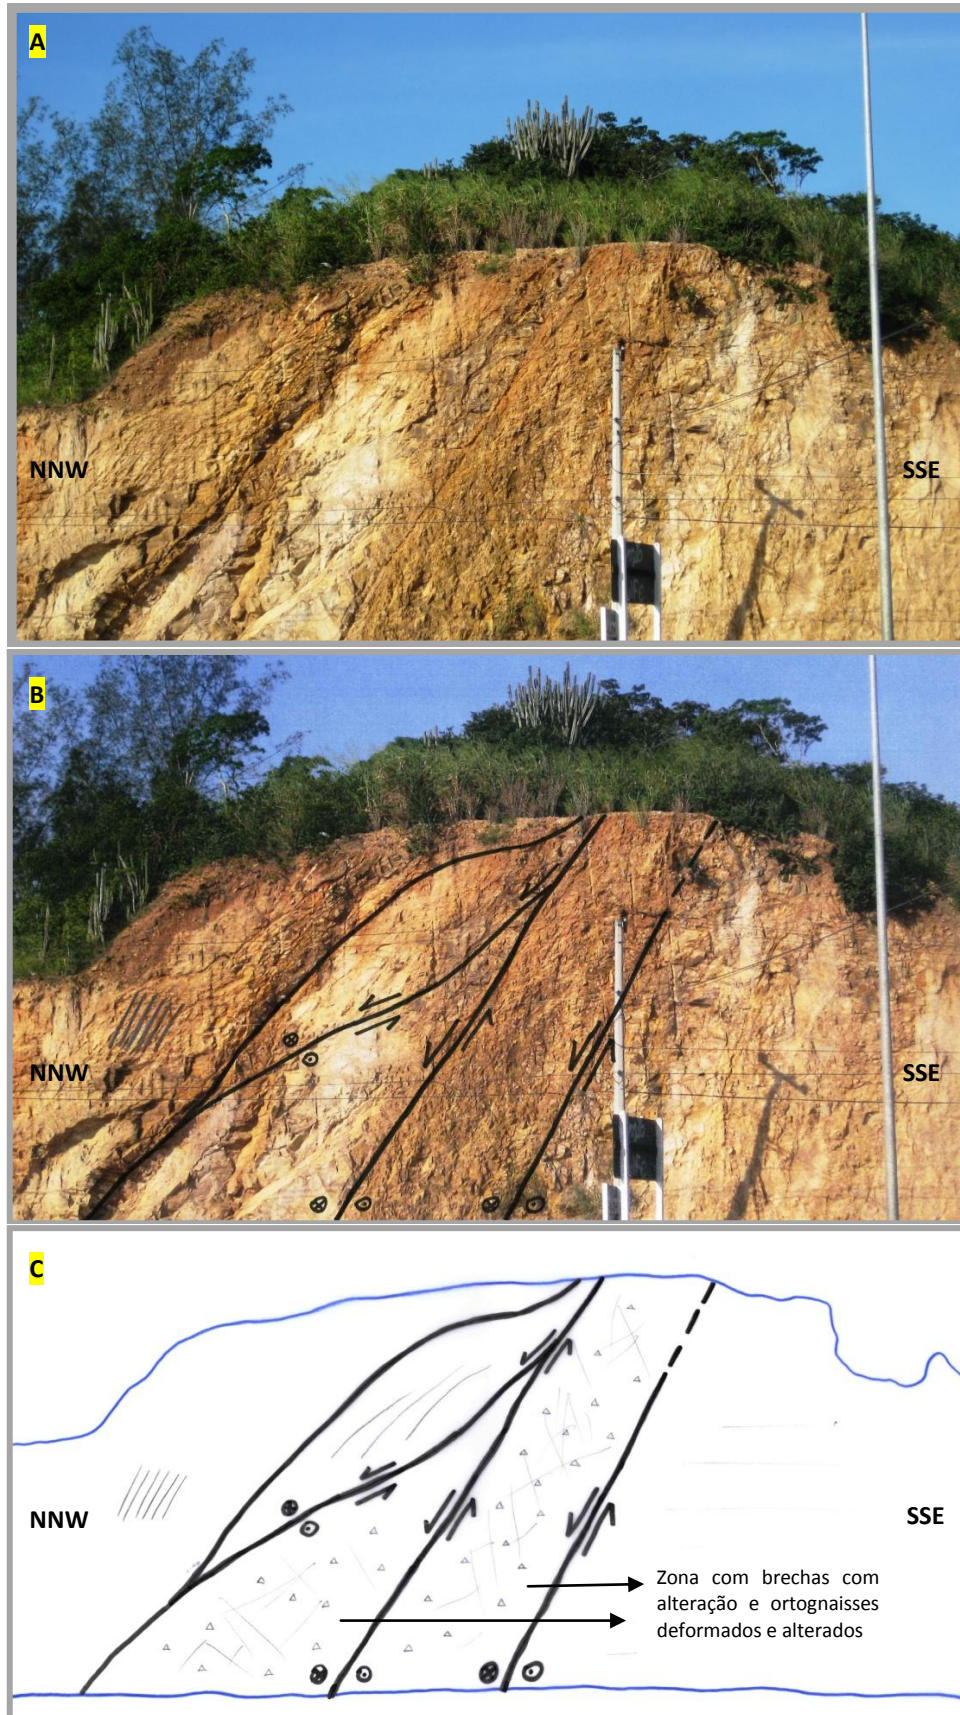 A
NNW
SSE
B
NNW
SSE
C
NNW
SSE
Zona com brechas com
alteração e ortognaisses
deformados e alterados